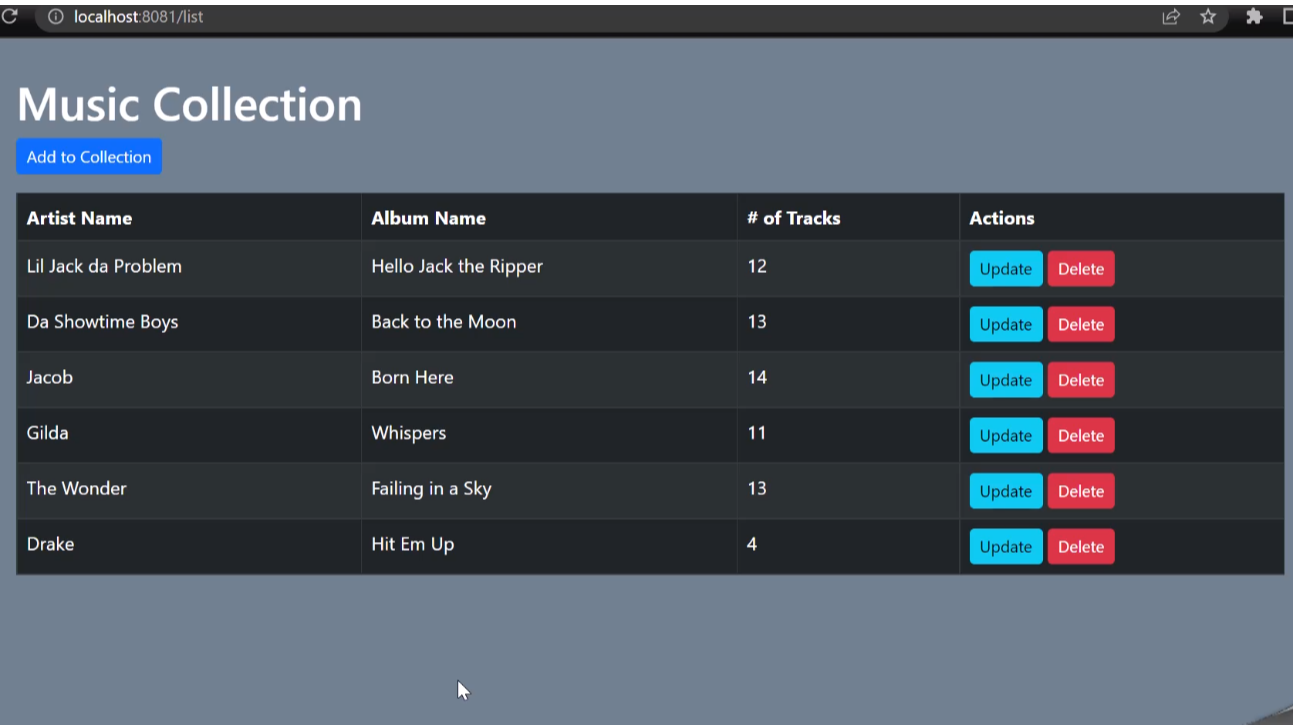 localhost:8081/list
Music Collection
Add to Collection
Artist Name Album Name # of Tracks Actions
Lil Jack da Problem Hello Jack the Ripper 12 Update Delete
Da Showtime Boys Back to the Moon 13 Update Delete
Jacob Born Here 14 Update Delete
Gilda Whispers 11 Update Delete
The Wonder Failing in a Sky 13 Update Delete
Drake Hit Em Up 4 Update Delete